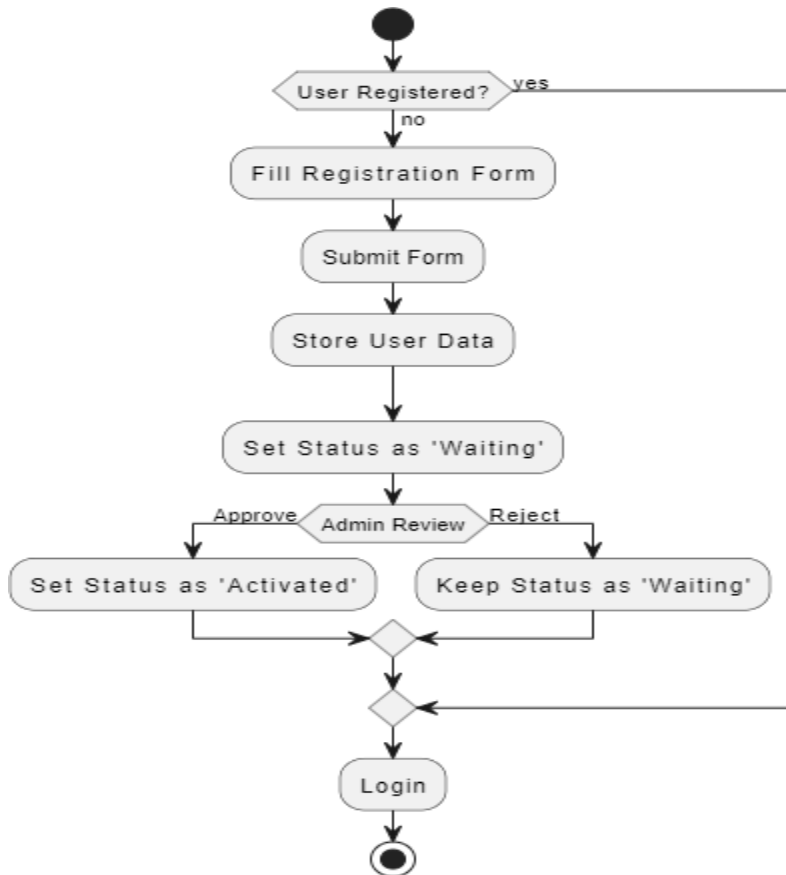 User Registered?
yes
no
Fill Registration Form
Submit Form
Store User Data
Set Status as 'Waiting'
Approve
Admin Review
Reject
Set Status as 'Activated'
Keep Status as 'Waiting'
Login